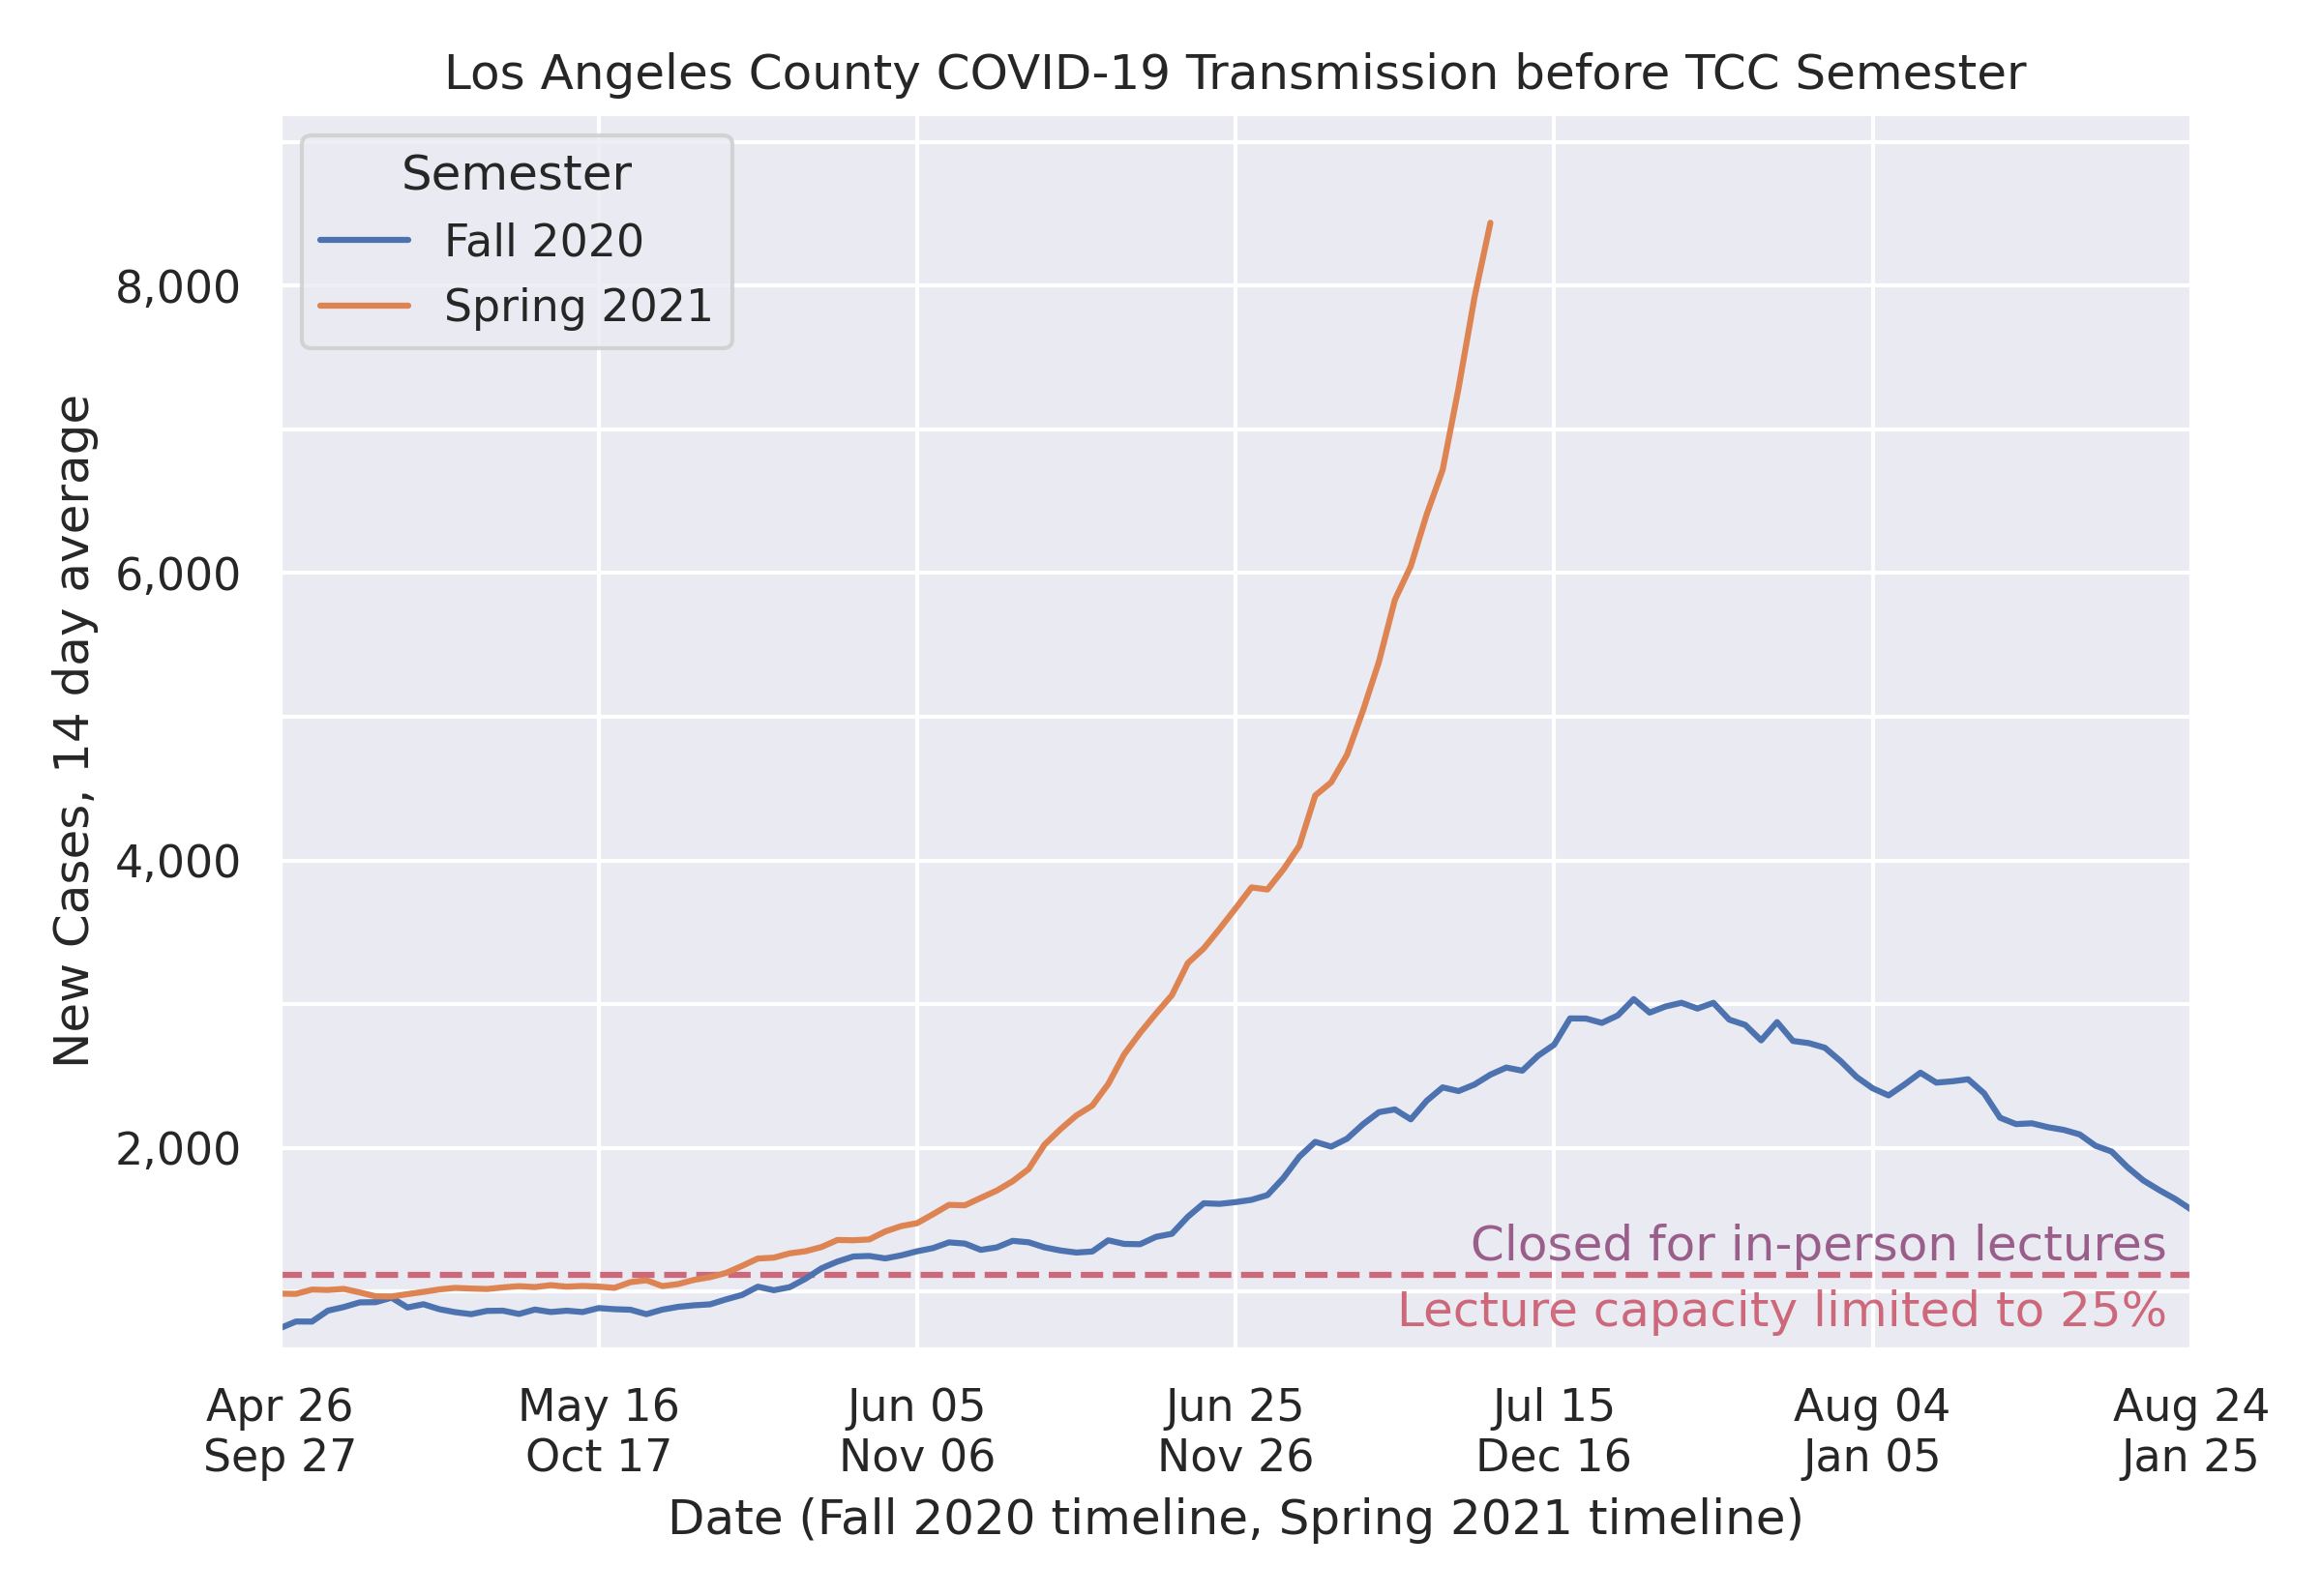 Los Angeles County COVID-19 Transmission before TCC Semester
Semester
Fall 2020
Spring 2021
New Cases, 14 day average
8,000
6,000
4,000
2,000
Closed for in-person lectures
Lecture capacity limited to 25%
Apr 26 May 16 Jun 05 Jun 25 Jul 15 Aug 04 Aug 24
Sep 27 Oct 17 Nov 06 Nov 26 Dec 16 Jan 05 Jan 25
Date (Fall 2020 timeline, Spring 2021 timeline)